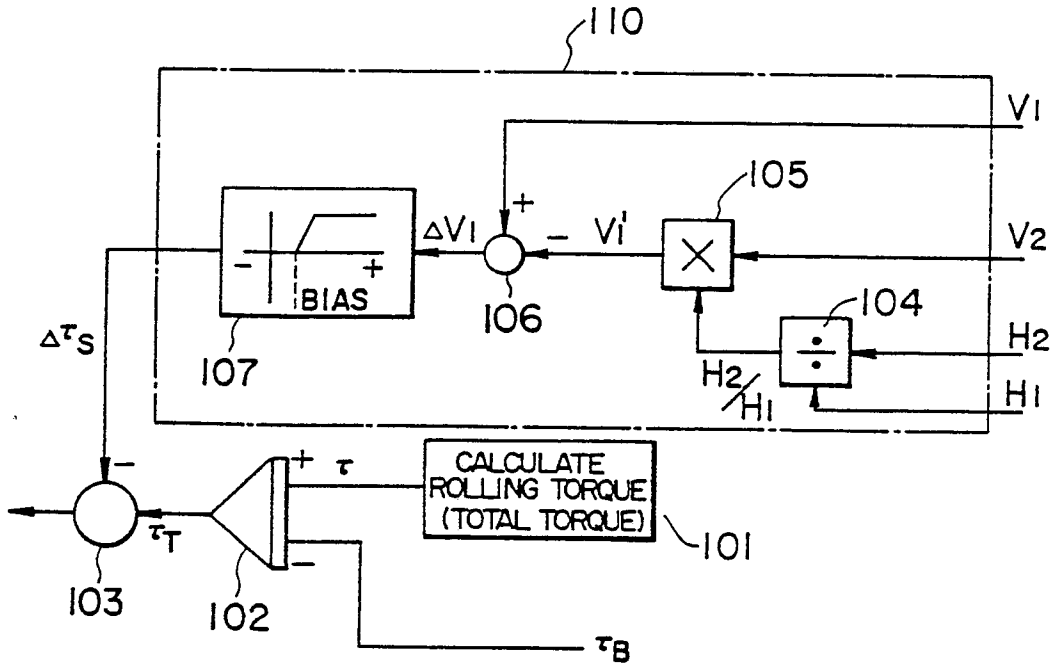 110
V1
105
+
-
ΔV1
V1'
×
V2
106
104
÷
H2
H1
- +
BIAS
107
H2/H1
ΔτS
-
+
τ
CALCULATE
ROLLING TORQUE
(TOTAL TORQUE)
101
τT
103
102
-
τB